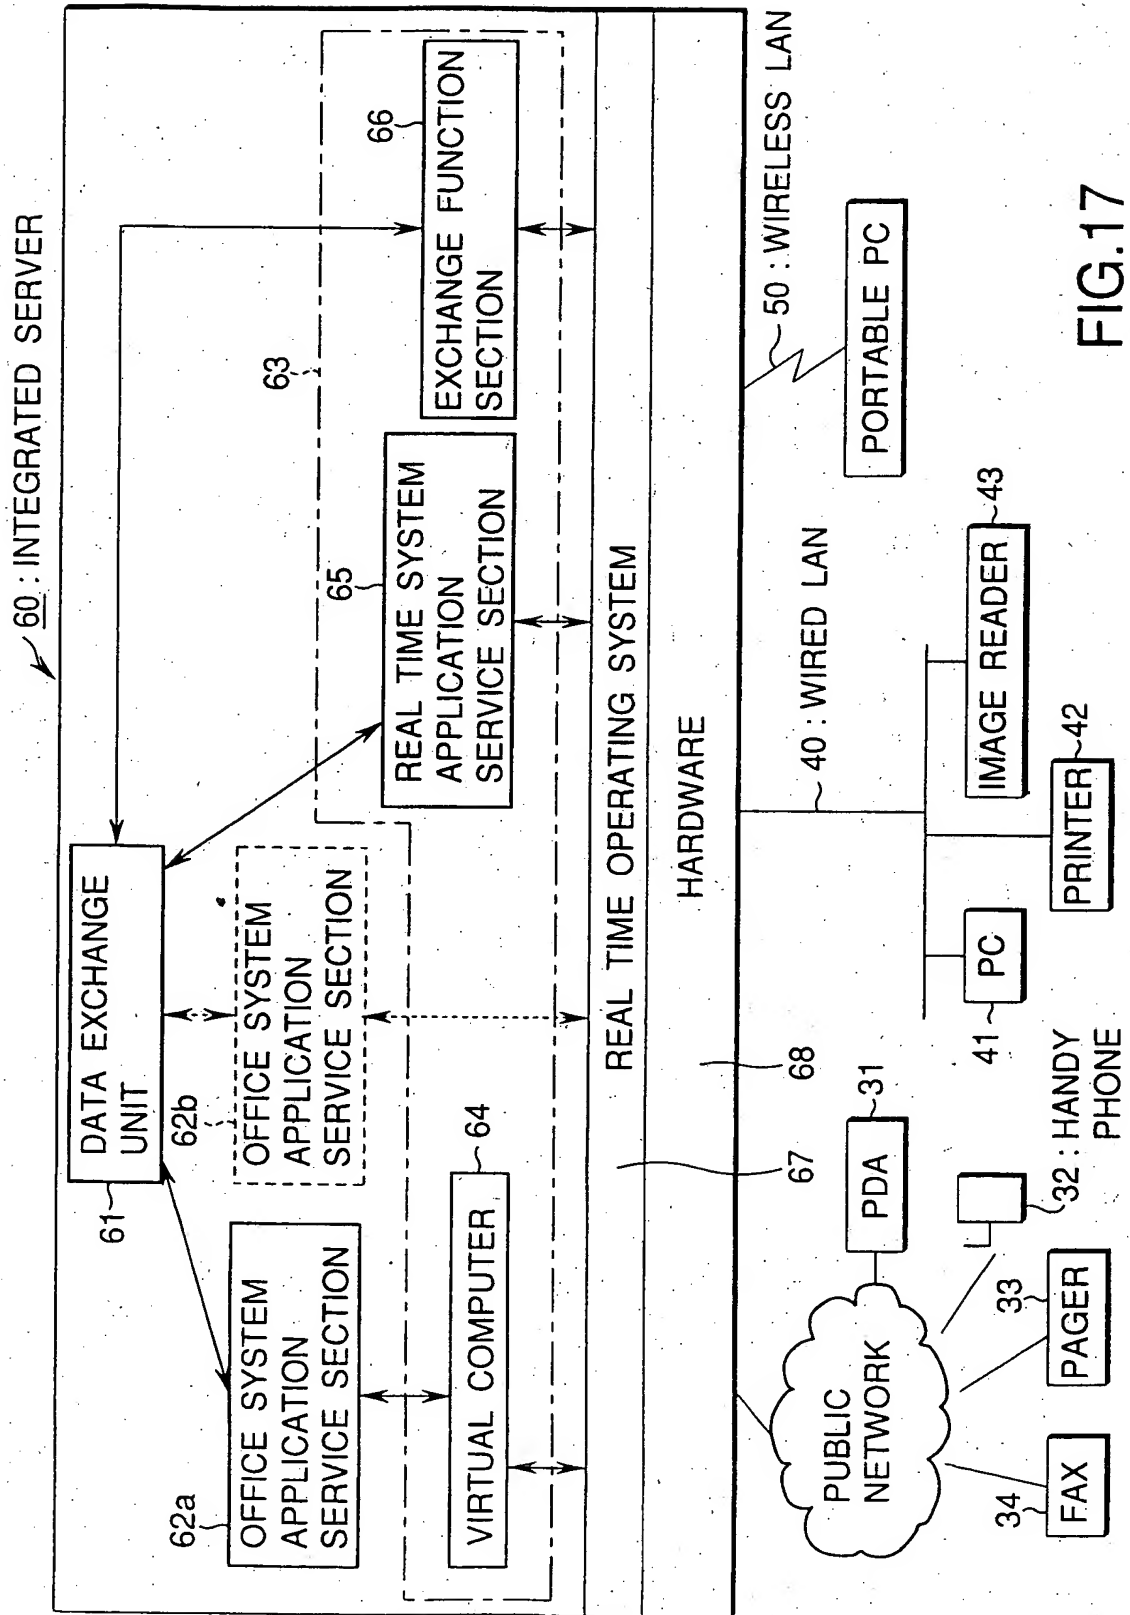 60 : INTEGRATED SERVER
61
DATA EXCHANGE
UNIT
62a
OFFICE SYSTEM
APPLICATION
SERVICE SECTION
62b
OFFICE SYSTEM
APPLICATION
SERVICE SECTION
63
64
VIRTUAL COMPUTER
65
REAL TIME SYSTEM
APPLICATION
SERVICE SECTION
66
EXCHANGE FUNCTION
SECTION
REAL TIME OPERATING SYSTEM
HARDWARE
67
68
PUBLIC
NETWORK
PDA
31
32 : HANDY
PHONE
33
PAGER
34
FAX
40 : WIRED LAN
41
PC
PRINTER
42
IMAGE READER
43
50 : WIRELESS LAN
PORTABLE PC
FIG.17